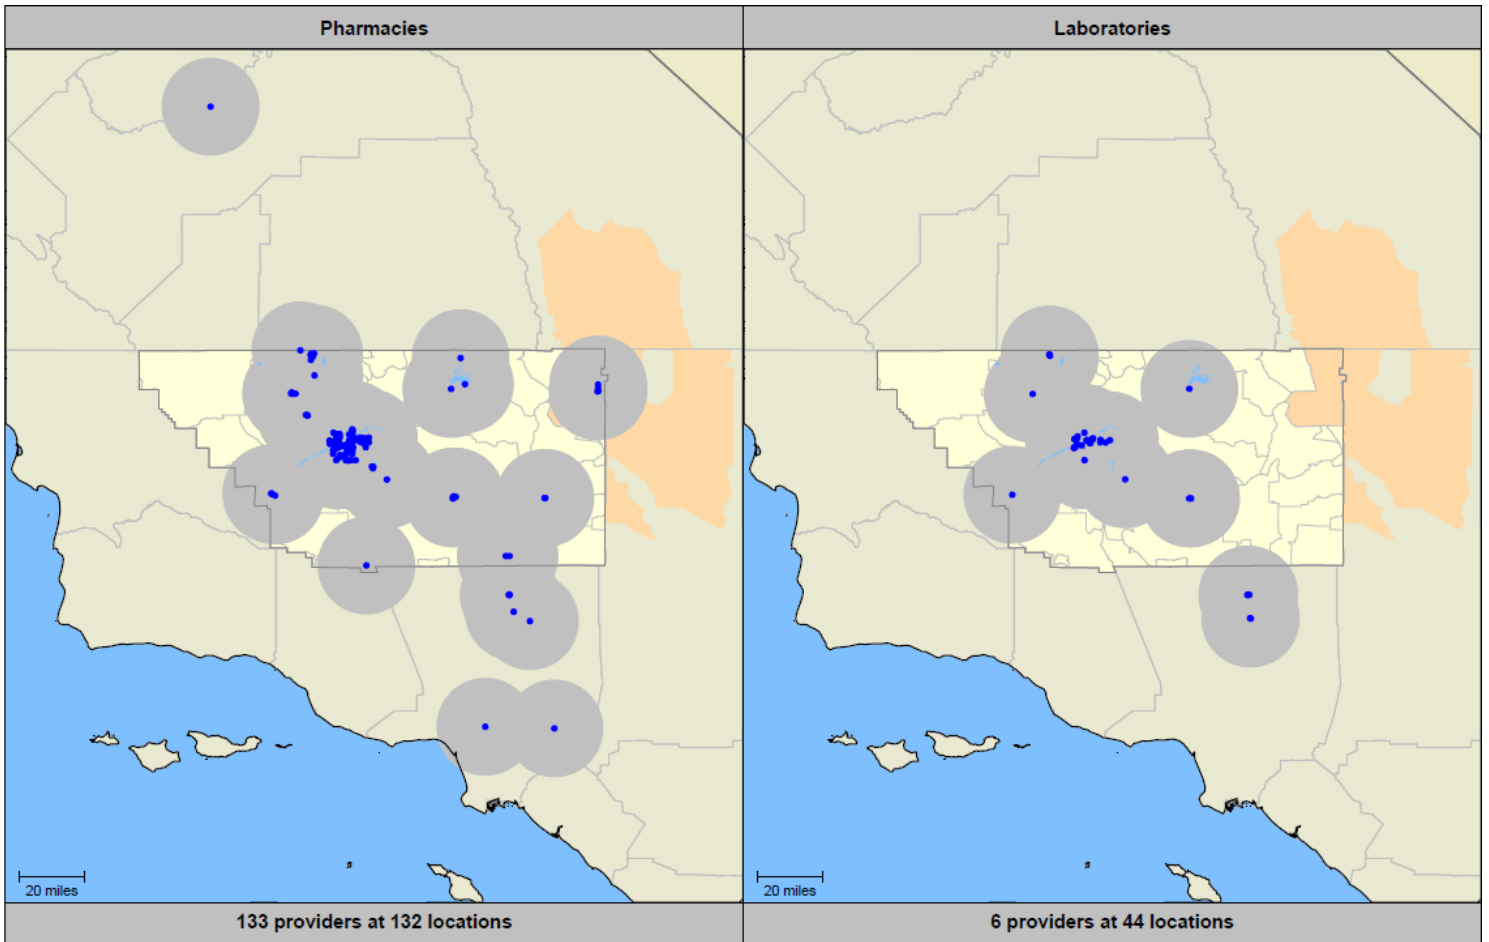 Pharmacies
Laboratories
20 miles
20 miles
133 providers at 132 locations
6 providers at 44 locations